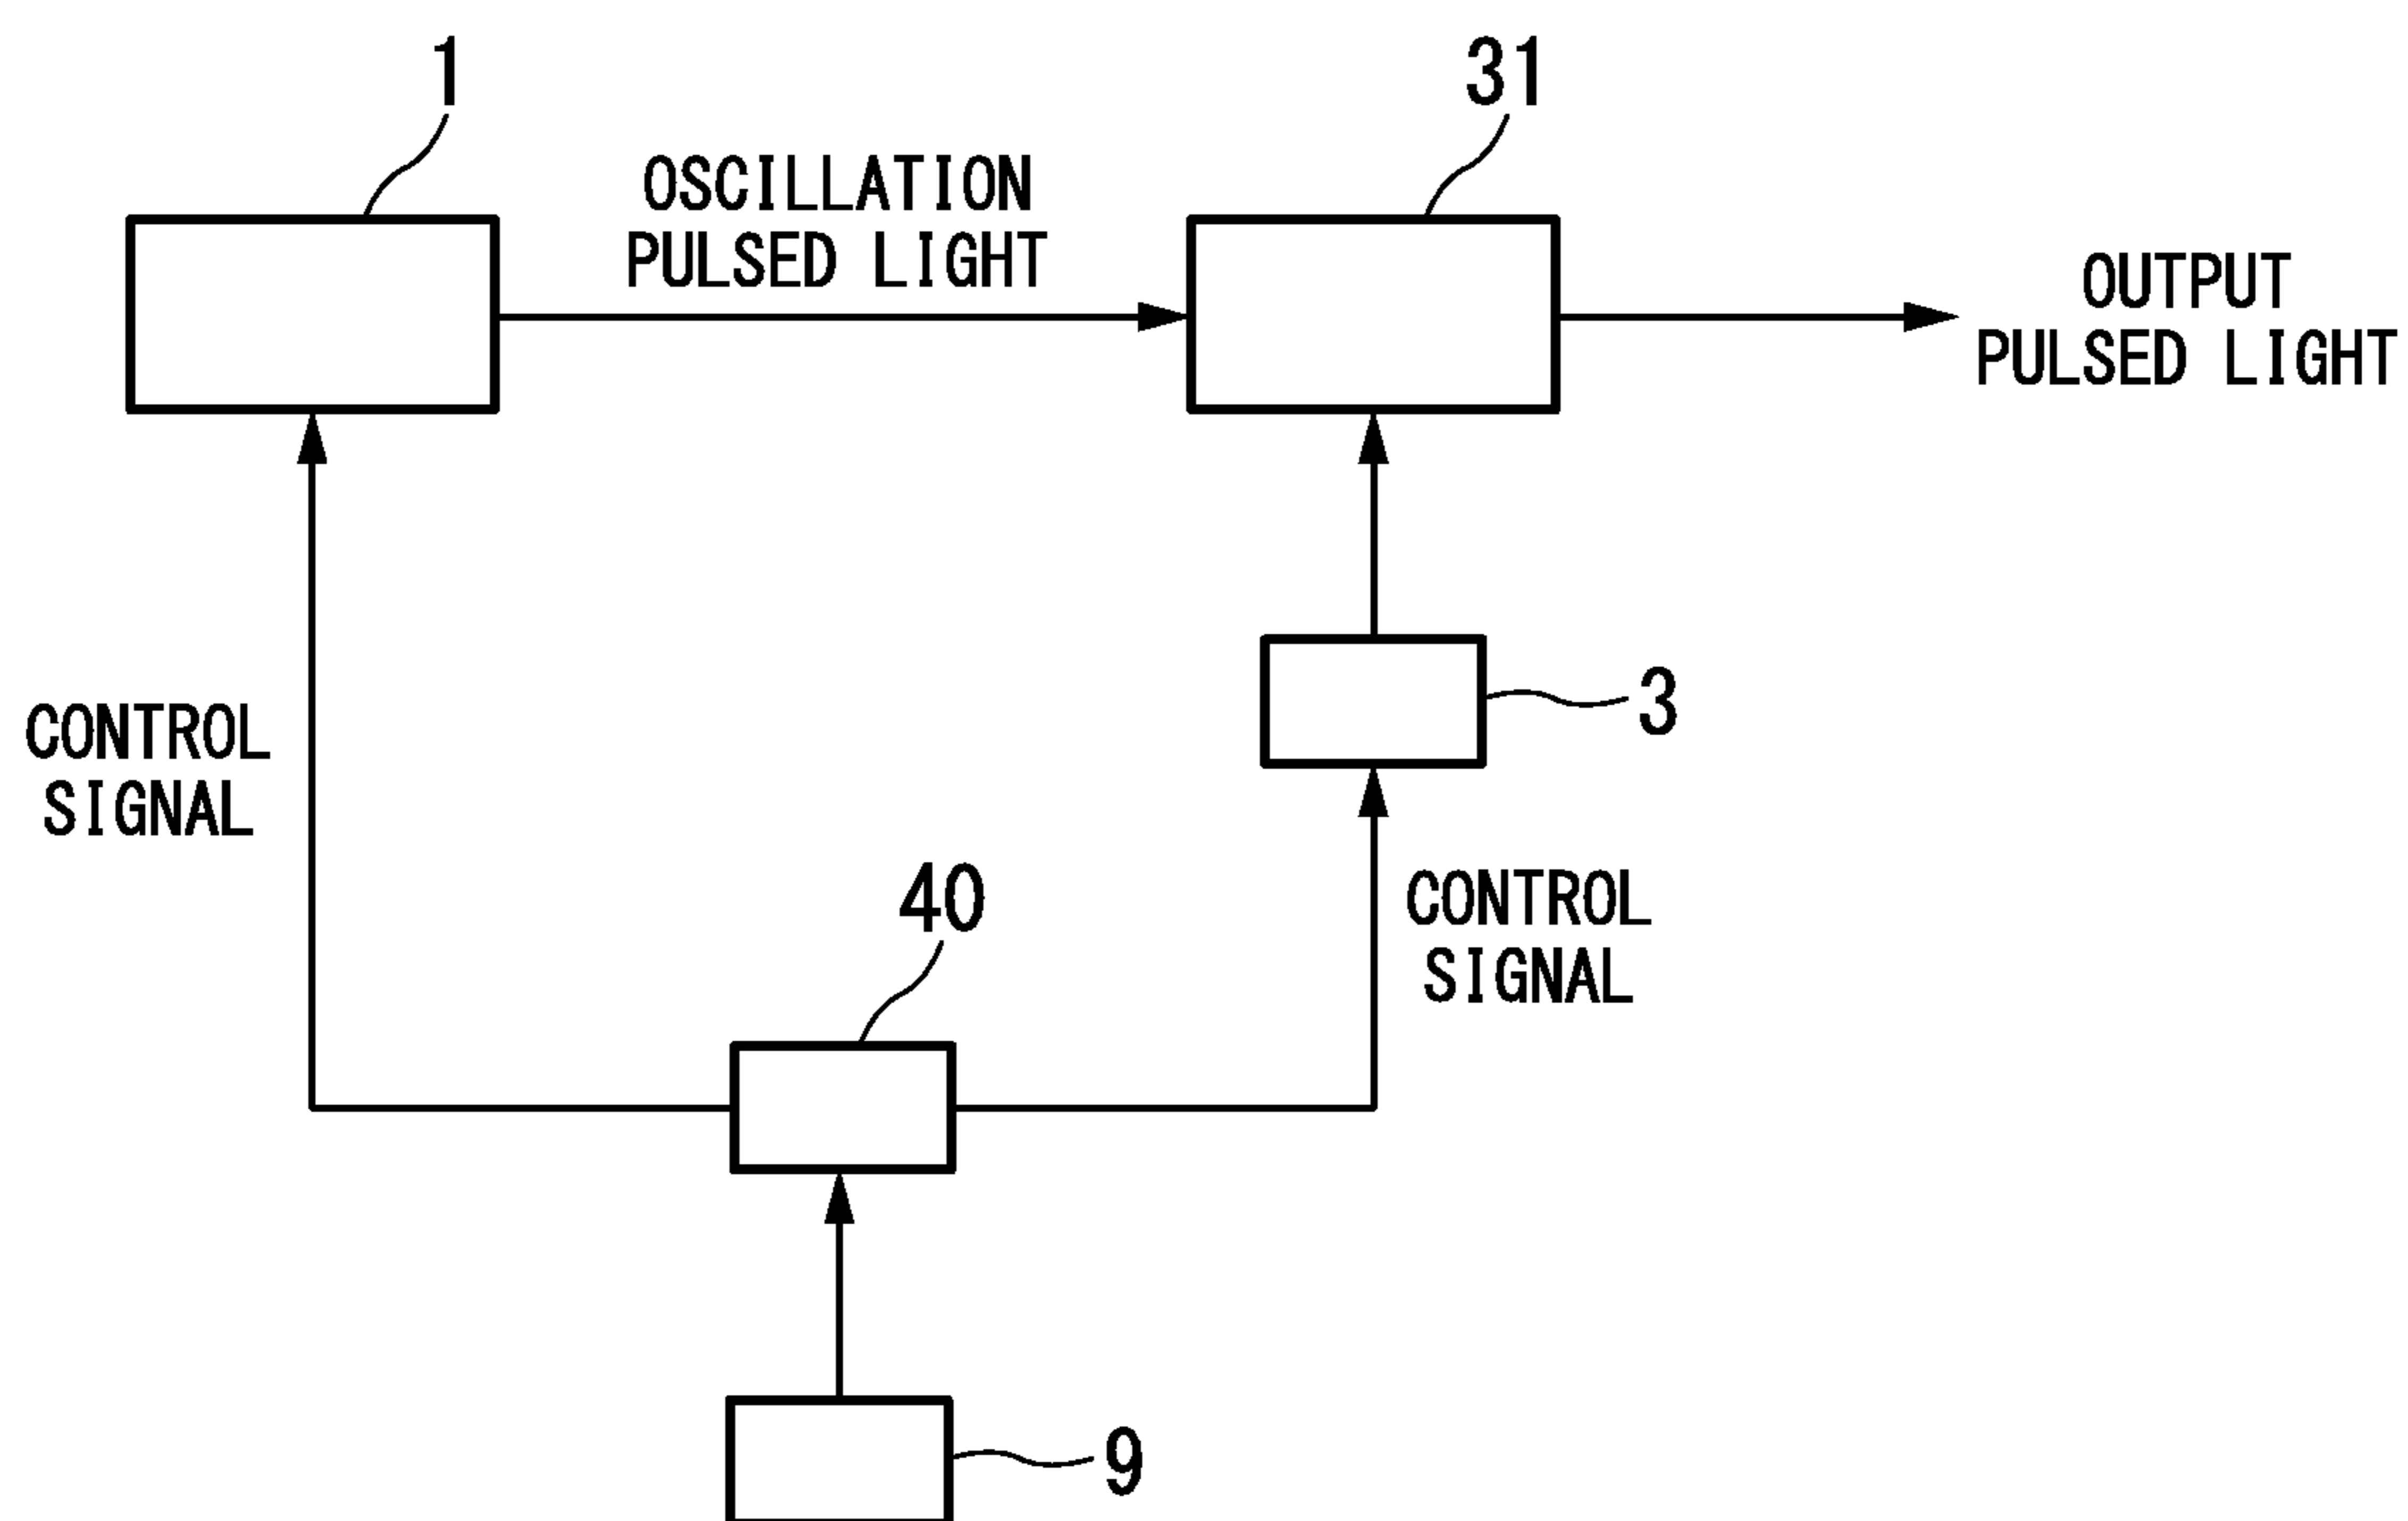 1
31
OSCILLATION
PULSED LIGHT
OUTPUT
PULSED LIGHT
3
CONTROL
SIGNAL
40
CONTROL
SIGNAL
9